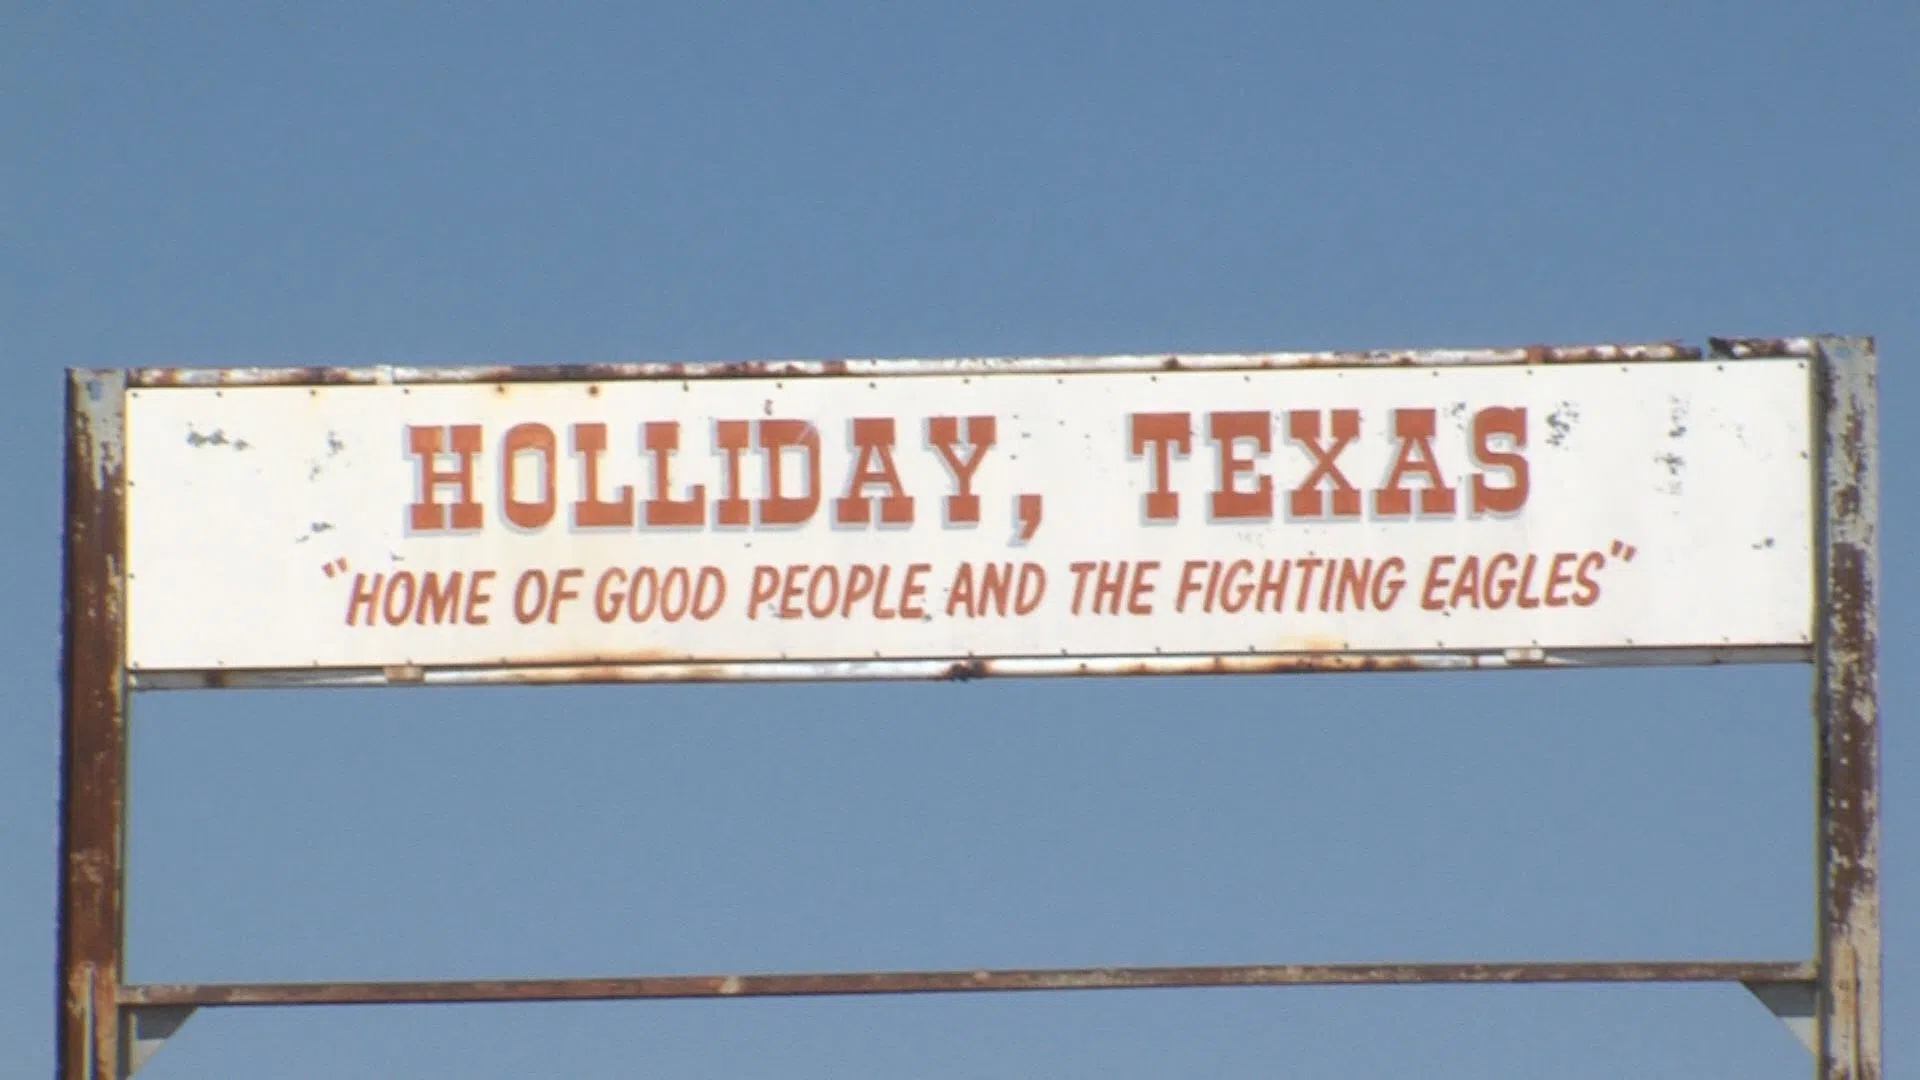 HOLLIDAY, TEXAS
"HOME OF GOOD PEOPLE AND THE FIGHTING EAGLES"